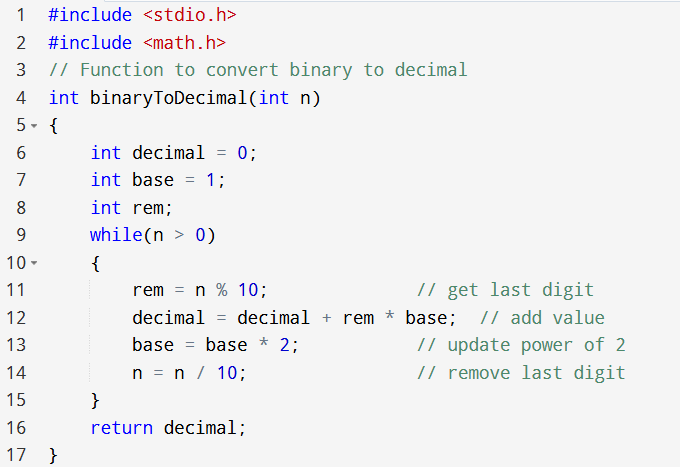 1 #include <stdio.h>
2 #include <math.h>
3 // Function to convert binary to decimal
4 int binaryToDecimal(int n)
5 {
6     int decimal = 0;
7     int base = 1;
8     int rem;
9     while(n > 0)
10     {
11         rem = n % 10;              // get last digit
12         decimal = decimal + rem * base;  // add value
13         base = base * 2;           // update power of 2
14         n = n / 10;                // remove last digit
15     }
16     return decimal;
17 }